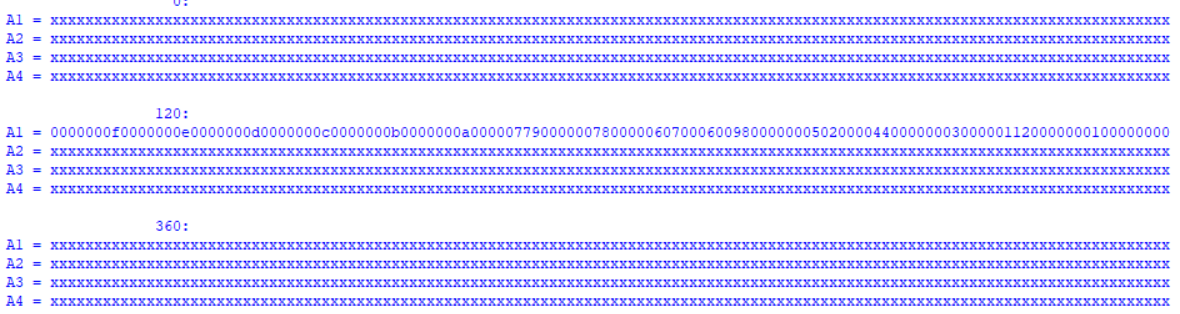 0:
A1 = xxxxxxxxxxxxxxxxxxxxxxxxxxxxxxxxxxxxxxxxxxxxxxxxxxxxxxxxxxxxxxxxxxxxxxxxxxxxxxxxxxxxxxxxxxxxxxxxxxxxxxxxxxxxxxxxxxxxxxxxxxxxxxxx
A2 = xxxxxxxxxxxxxxxxxxxxxxxxxxxxxxxxxxxxxxxxxxxxxxxxxxxxxxxxxxxxxxxxxxxxxxxxxxxxxxxxxxxxxxxxxxxxxxxxxxxxxxxxxxxxxxxxxxxxxxxxxxxxxxxx
A3 = xxxxxxxxxxxxxxxxxxxxxxxxxxxxxxxxxxxxxxxxxxxxxxxxxxxxxxxxxxxxxxxxxxxxxxxxxxxxxxxxxxxxxxxxxxxxxxxxxxxxxxxxxxxxxxxxxxxxxxxxxxxxxxxx
A4 = xxxxxxxxxxxxxxxxxxxxxxxxxxxxxxxxxxxxxxxxxxxxxxxxxxxxxxxxxxxxxxxxxxxxxxxxxxxxxxxxxxxxxxxxxxxxxxxxxxxxxxxxxxxxxxxxxxxxxxxxxxxxxxxx
120:
A1 = 0000000f0000000e0000000d0000000c0000000b0000000a00000779000000780000060700060098000000050200004400000003000001120000000100000000
A2 = xxxxxxxxxxxxxxxxxxxxxxxxxxxxxxxxxxxxxxxxxxxxxxxxxxxxxxxxxxxxxxxxxxxxxxxxxxxxxxxxxxxxxxxxxxxxxxxxxxxxxxxxxxxxxxxxxxxxxxxxxxxxxxxx
A3 = xxxxxxxxxxxxxxxxxxxxxxxxxxxxxxxxxxxxxxxxxxxxxxxxxxxxxxxxxxxxxxxxxxxxxxxxxxxxxxxxxxxxxxxxxxxxxxxxxxxxxxxxxxxxxxxxxxxxxxxxxxxxxxxx
A4 = xxxxxxxxxxxxxxxxxxxxxxxxxxxxxxxxxxxxxxxxxxxxxxxxxxxxxxxxxxxxxxxxxxxxxxxxxxxxxxxxxxxxxxxxxxxxxxxxxxxxxxxxxxxxxxxxxxxxxxxxxxxxxxxx
360:
A1 = xxxxxxxxxxxxxxxxxxxxxxxxxxxxxxxxxxxxxxxxxxxxxxxxxxxxxxxxxxxxxxxxxxxxxxxxxxxxxxxxxxxxxxxxxxxxxxxxxxxxxxxxxxxxxxxxxxxxxxxxxxxxxxxx
A2 = xxxxxxxxxxxxxxxxxxxxxxxxxxxxxxxxxxxxxxxxxxxxxxxxxxxxxxxxxxxxxxxxxxxxxxxxxxxxxxxxxxxxxxxxxxxxxxxxxxxxxxxxxxxxxxxxxxxxxxxxxxxxxxxx
A3 = xxxxxxxxxxxxxxxxxxxxxxxxxxxxxxxxxxxxxxxxxxxxxxxxxxxxxxxxxxxxxxxxxxxxxxxxxxxxxxxxxxxxxxxxxxxxxxxxxxxxxxxxxxxxxxxxxxxxxxxxxxxxxxxx
A4 = xxxxxxxxxxxxxxxxxxxxxxxxxxxxxxxxxxxxxxxxxxxxxxxxxxxxxxxxxxxxxxxxxxxxxxxxxxxxxxxxxxxxxxxxxxxxxxxxxxxxxxxxxxxxxxxxxxxxxxxxxxxxxxxx